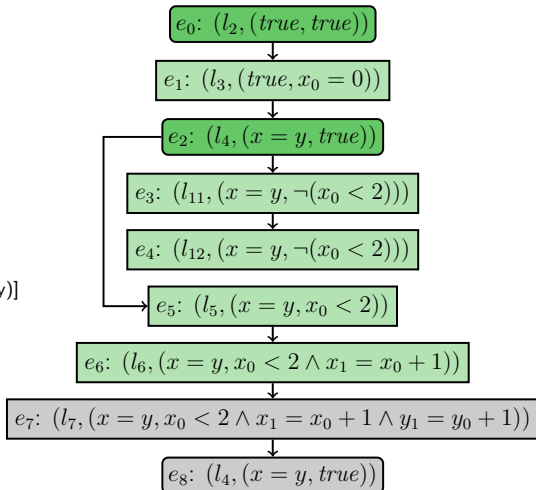 e₀: (l₂, (true, true))
e₁: (l₃, (true, x₀ = 0))
e₂: (l₄, (x = y, true))
e₃: (l₁₁, (x = y, ¬(x₀ < 2)))
e₄: (l₁₂, (x = y, ¬(x₀ < 2)))
y)]
e₅: (l₅, (x = y, x₀ < 2))
e₆: (l₆, (x = y, x₀ < 2 ∧ x₁ = x₀ + 1))
e₇: (l₇, (x = y, x₀ < 2 ∧ x₁ = x₀ + 1 ∧ y₁ = y₀ + 1))
e₈: (l₄, (x = y, true))